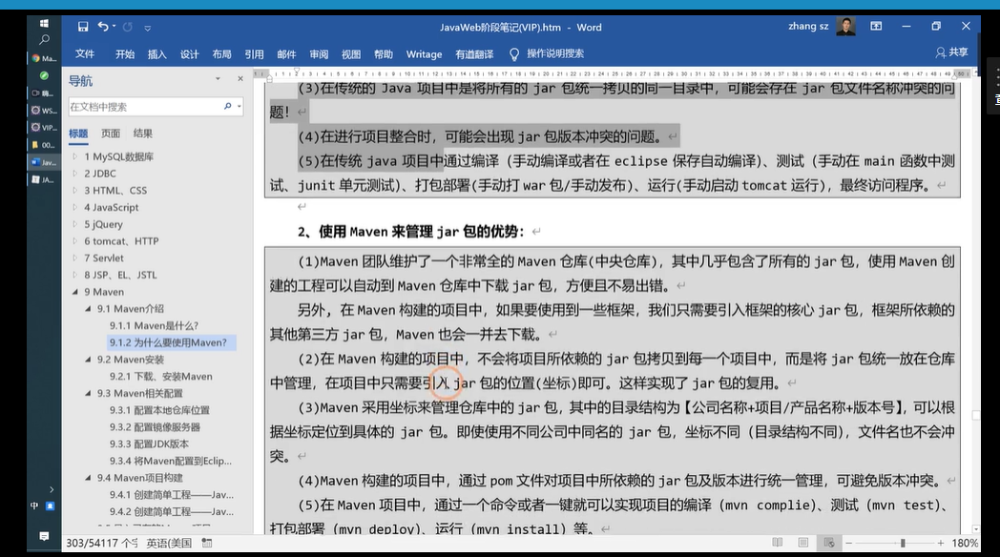 JavaWeb阶段笔记(VIP).htm - Word
zhang sz
文件 开始 插入 设计 布局 引用 邮件 审阅 视图 帮助 Writage 有道翻译 操作说明搜索
共享
导航
在文档中搜索
标题 页面 结果
1 MySQL数据库
2 JDBC
3 HTML、CSS
4 JavaScript
5 jQuery
6 tomcat、HTTP
7 Servlet
8 JSP、EL、JSTL
9 Maven
9.1 Maven介绍
9.1.1 Maven是什么?
9.1.2 为什么要使用Maven?
9.2 Maven安装
9.2.1 下载、安装Maven
9.3 Maven相关配置
9.3.1 配置本地仓库位置
9.3.2 配置镜像服务器
9.3.3 配置JDK版本
9.3.4 将Maven配置到Eclip...
9.4 Maven项目构建
9.4.1 创建简单工程——Jav...
9.4.2 创建简单工程——Jav...
(3)在传统的 Java 项目中是将所有的 jar 包统一拷贝的同一目录中，可能会存在 jar 包文件名称冲突的问
题！
(4)在进行项目整合时，可能会出现 jar 包版本冲突的问题。
(5)在传统 java 项目中通过编译（手动编译或者在 eclipse 保存自动编译）、测试（手动在 main 函数中测
试、junit 单元测试）、打包部署(手动打 war 包/手动发布)、运行(手动启动 tomcat 运行)，最终访问程序。
2、使用 Maven 来管理 jar 包的优势：
(1)Maven 团队维护了一个非常全的 Maven 仓库(中央仓库)，其中几乎包含了所有的 jar 包，使用 Maven 创
建的工程可以自动到 Maven 仓库中下载 jar 包，方便且不易出错。
另外，在 Maven 构建的项目中，如果要使用到一些框架，我们只需要引入框架的核心 jar 包，框架所依赖的
其他第三方 jar 包，Maven 也会一并去下载。
(2)在 Maven 构建的项目中，不会将项目所依赖的 jar 包拷贝到每一个项目中，而是将 jar 包统一放在仓库
中管理，在项目中只需要引入 jar 包的位置(坐标)即可。这样实现了 jar 包的复用。
(3)Maven 采用坐标来管理仓库中的 jar 包，其中的目录结构为【公司名称+项目/产品名称+版本号】，可以根
据坐标定位到具体的 jar 包。即使使用不同公司中同名的 jar 包，坐标不同（目录结构不同），文件名也不会冲
突。
(4)Maven 构建的项目中，通过 pom 文件对项目中所依赖的 jar 包及版本进行统一管理，可避免版本冲突。
(5)在 Maven 项目中，通过一个命令或者一键就可以实现项目的编译（mvn complie）、测试（mvn test）、
打包部署（mvn deploy）、运行（mvn install）等。
303/54117 个字 英语(美国
180%